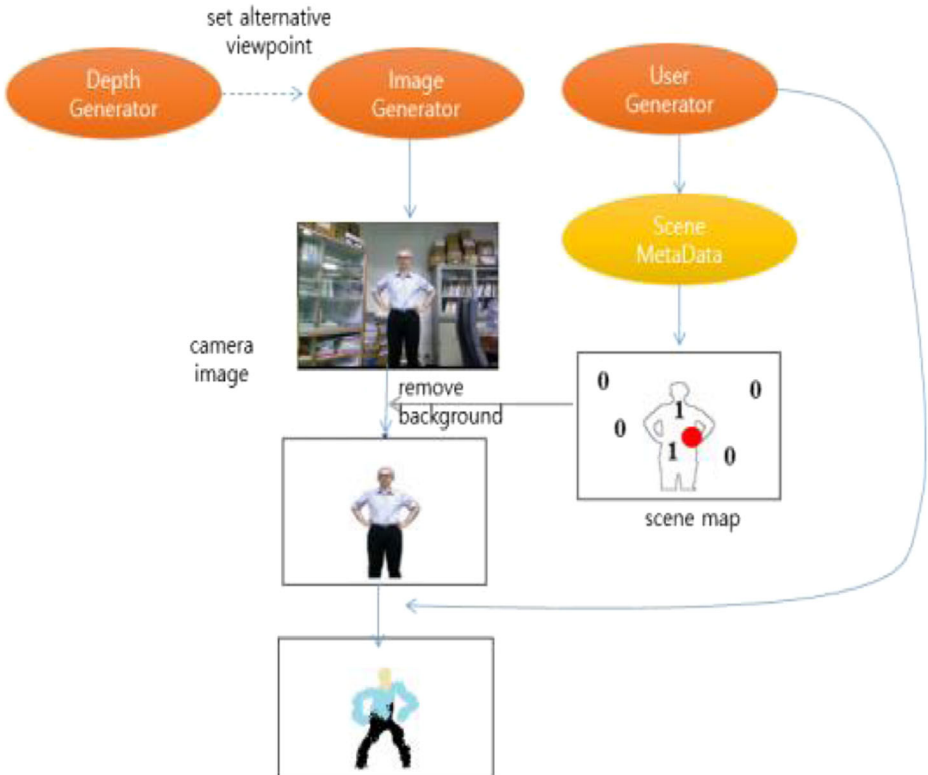 set alternative
viewpoint
Depth
Generator
Image
Generator
User
Generator
Scene
MetaData
camera
image
remove
background
0
0
1
0
1
0
scene map